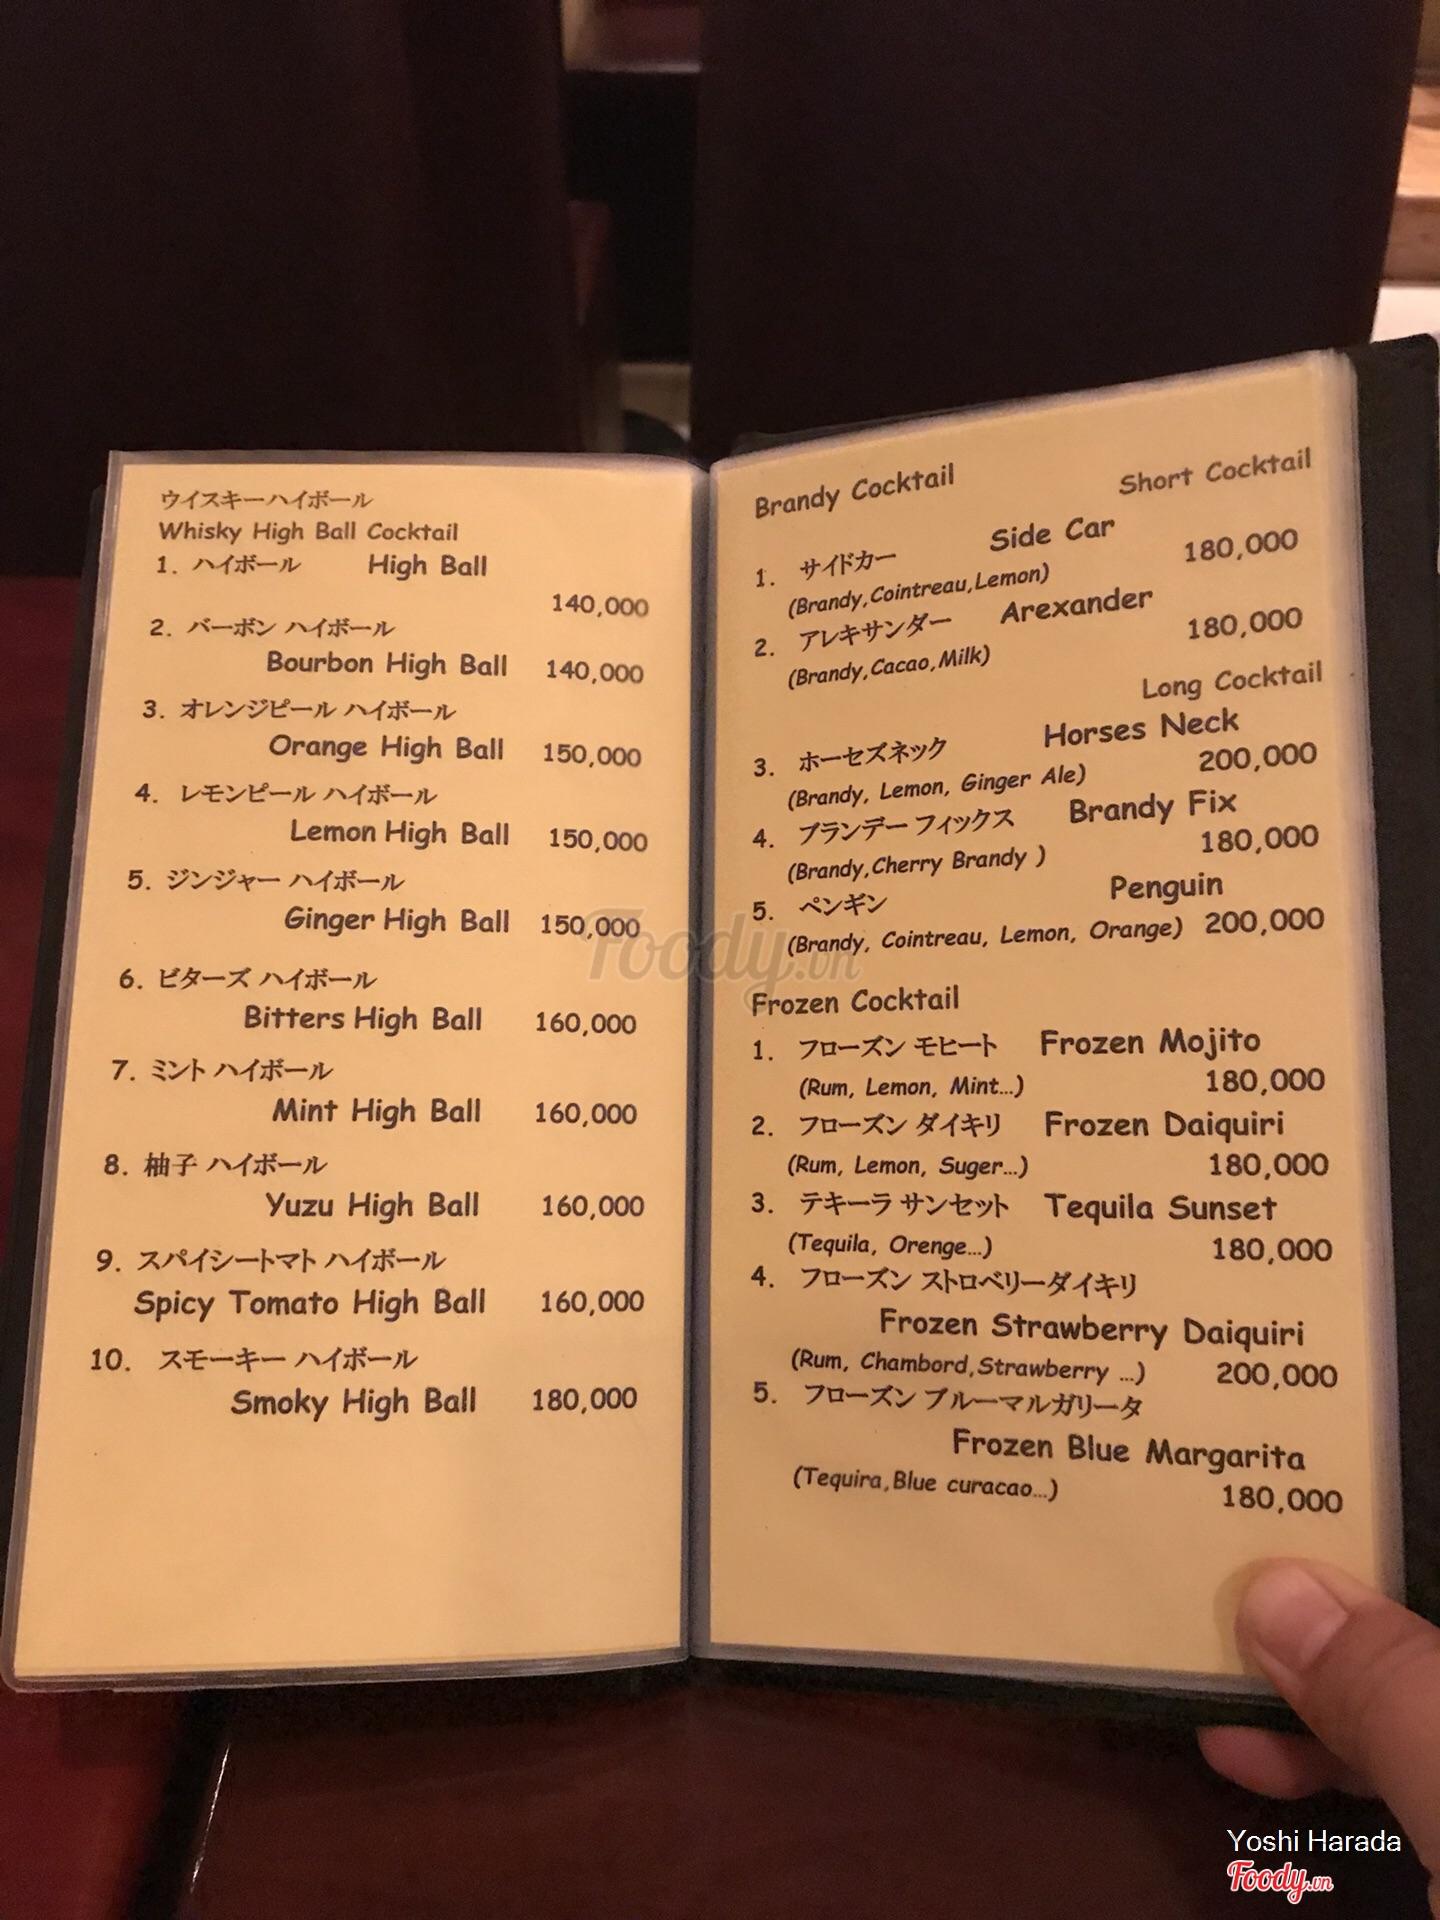 ウイスキーハイボール
Whisky High Ball Cocktail
1. ハイボール High Ball
140,000
2. バーボン ハイボール
Bourbon High Ball 140,000
3. オレンジピール ハイボール
Orange High Ball 150,000
4. レモンピール ハイボール
Lemon High Ball 150,000
5. ジンジャー ハイボール
Ginger High Ball 150,000
6. ビターズ ハイボール
Bitters High Ball 160,000
7. ミント ハイボール
Mint High Ball 160,000
8. 柚子 ハイボール
Yuzu High Ball 160,000
9. スパイシートマト ハイボール
Spicy Tomato High Ball 160,000
10. スモーキー ハイボール
Smoky High Ball 180,000
Brandy Cocktail Short Cocktail
1. サイドカー Side Car
(Brandy,Cointreau,Lemon) 180,000
2. アレキサンダー Arexander
(Brandy,Cacao,Milk) 180,000
Long Cocktail
3. ホーセズネック Horses Neck
(Brandy, Lemon, Ginger Ale) 200,000
4. ブランデー フィックス Brandy Fix
(Brandy,Cherry Brandy ) 180,000
5. ペンギン Penguin
(Brandy, Cointreau, Lemon, Orange) 200,000
Frozen Cocktail
1. フローズン モヒート Frozen Mojito
(Rum, Lemon, Mint...) 180,000
2. フローズン ダイキリ Frozen Daiquiri
(Rum, Lemon, Suger...) 180,000
3. テキーラ サンセット Tequila Sunset
(Tequila, Orenge...) 180,000
4. フローズン ストロベリーダイキリ
Frozen Strawberry Daiquiri
(Rum, Chambord,Strawberry ...) 200,000
5. フローズン ブルーマルガリータ
Frozen Blue Margarita
(Tequira,Blue curacao...) 180,000
Foody.vn
Yoshi Harada
Foody.vn